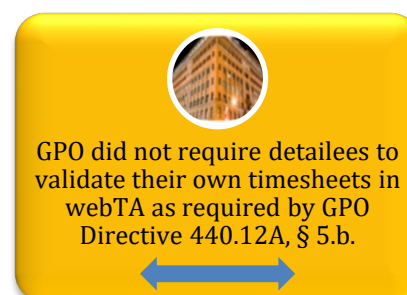 GPO did not require detailees to
validate their own timesheets in
webTA as required by GPO
Directive 440.12A, § 5.b.